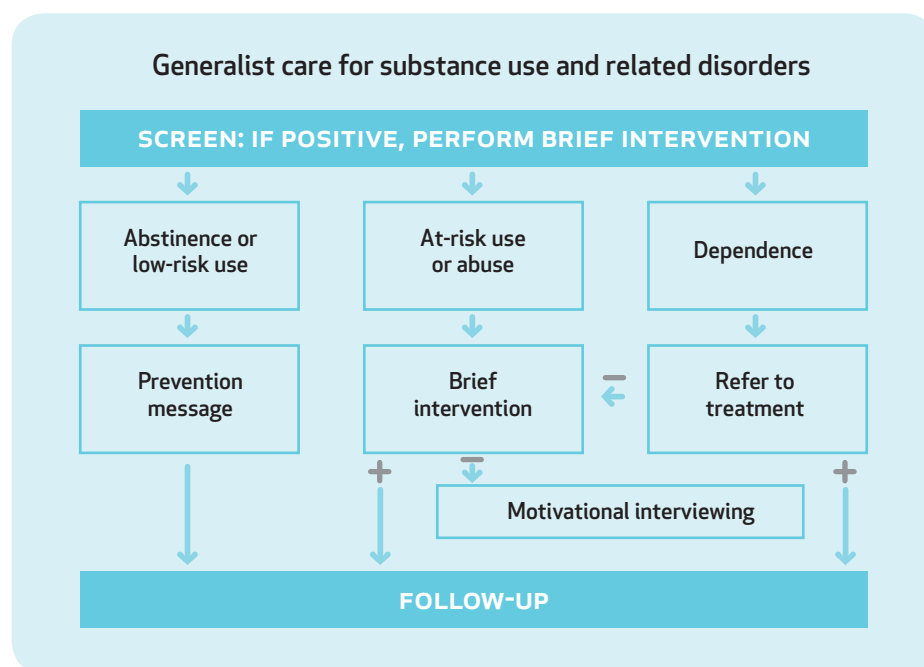 Generalist care for substance use and related disorders
SCREEN: IF POSITIVE, PERFORM BRIEF INTERVENTION
Abstinence or
low-risk use
At-risk use
or abuse
Dependence
Prevention
message
Brief
intervention
−
Refer to
treatment
+
−
+
Motivational interviewing
FOLLOW-UP